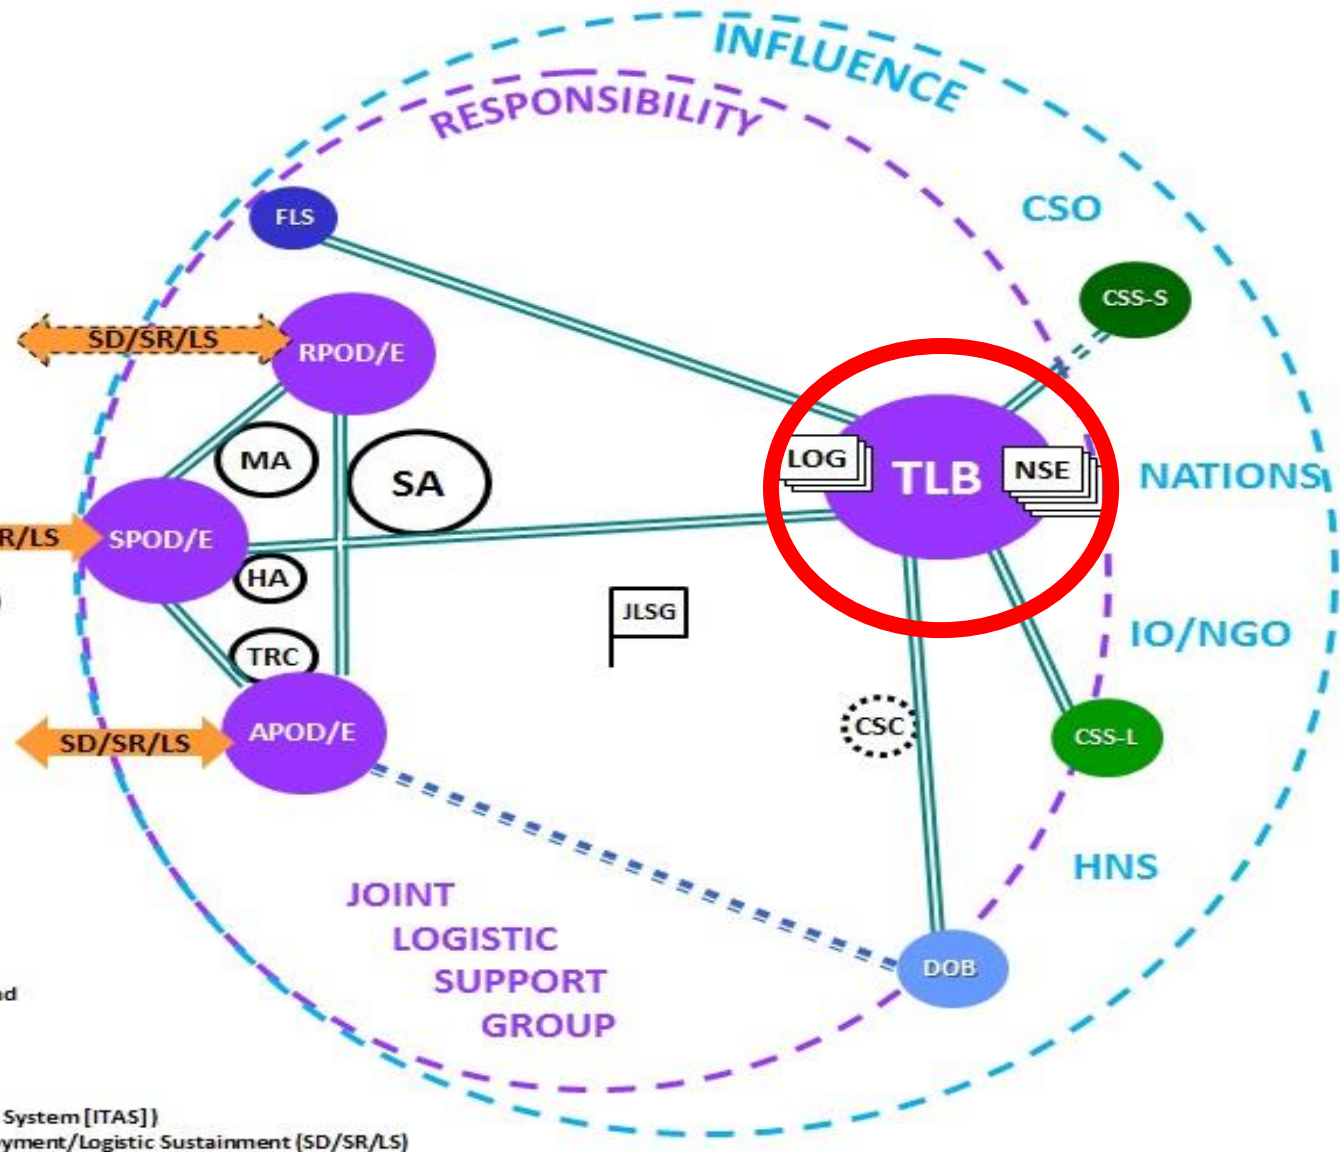 INFLUENCE
RESPONSIBILITY
CSO
FLS
CSS-S
SD/SR/LS
RPOD/E
MA
SA
LOG
TLB
NSE
NATIONS
R/LS
SPOD/E
HA
JLSG
IO/NGO
TRC
APOD/E
SD/SR/LS
CSC
CSS-L
HNS
JOINT
LOGISTIC
SUPPORT
GROUP
DOB
nd
System [ITAS])
yment/Logistic Sustainment (SD/SR/LS)